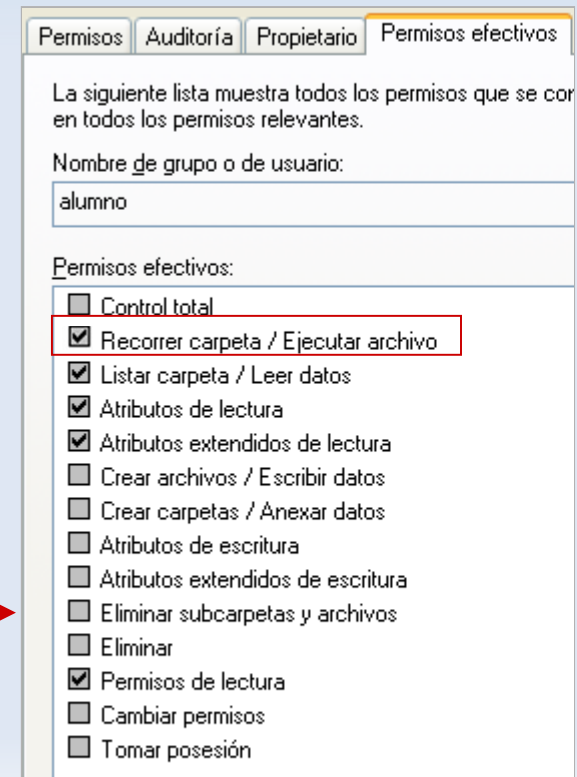 Permisos Auditoría Propietario Permisos efectivos
La siguiente lista muestra todos los permisos que se
en todos los permisos relevantes.
Nombre de grupo o de usuario:
alumno
Permisos efectivos:
Control total
Recorrer carpeta / Ejecutar archivo
Listar carpeta / Leer datos
Atributos de lectura
Atributos extendidos de lectura
Crear archivos / Escribir datos
Crear carpetas / Anexar datos
Atributos de escritura
Atributos extendidos de escritura
Eliminar subcarpetas y archivos
Eliminar
Permisos de lectura
Cambiar permisos
Tomar posesión